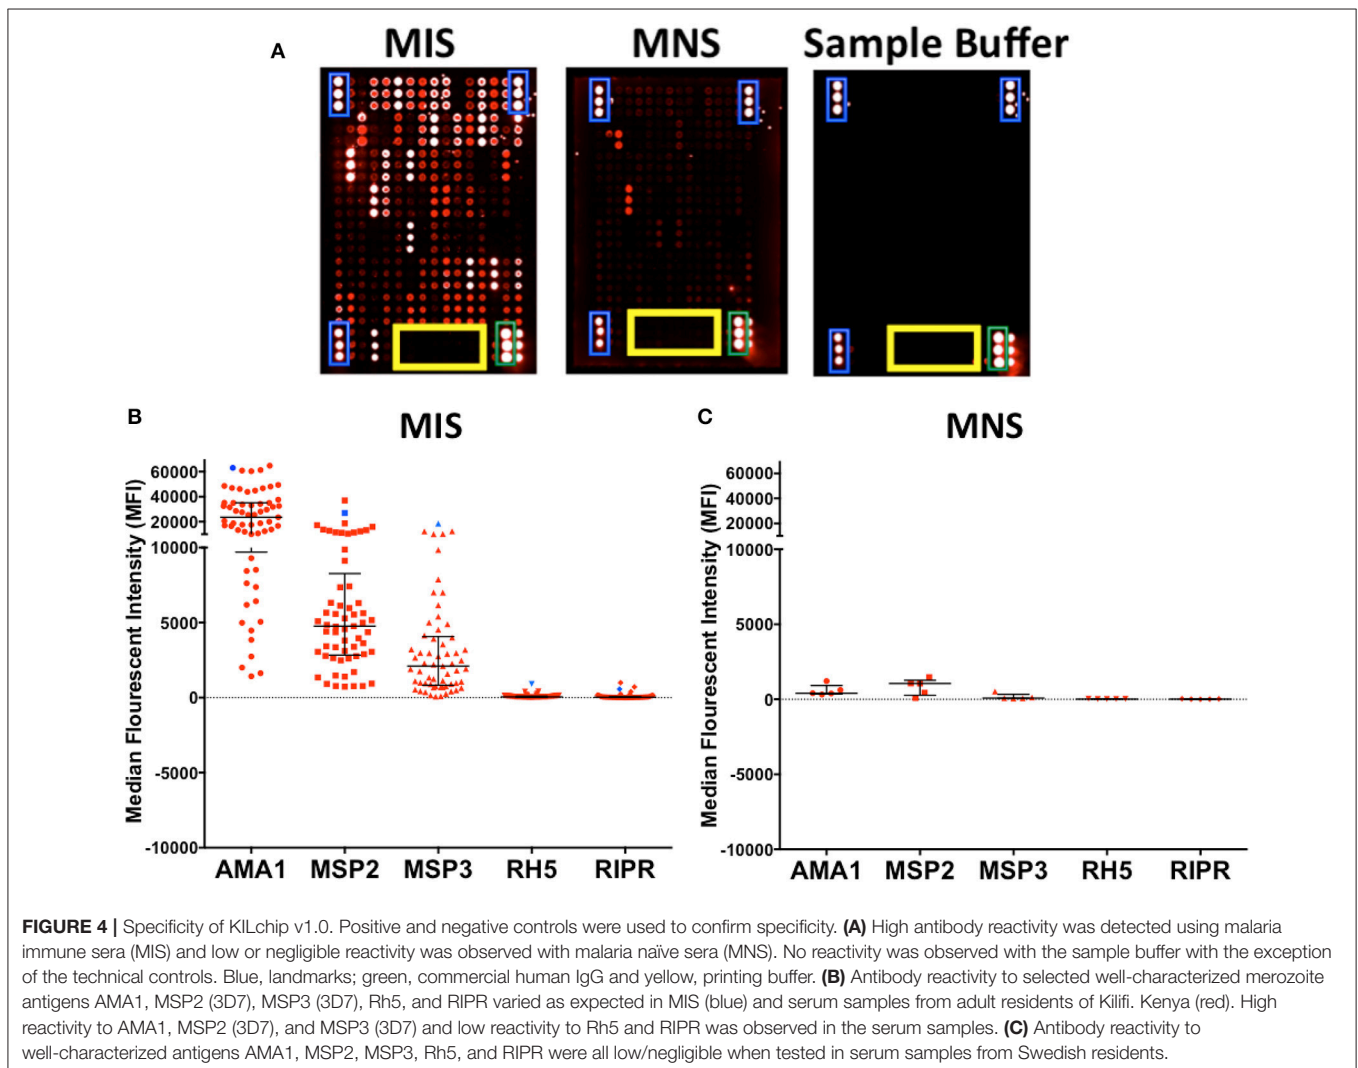 A
MIS
MNS
Sample Buffer
B
MIS
Median Flourescent Intensity (MFI)
60000
40000
20000
10000
5000
0
-5000
-10000
AMA1
MSP2
MSP3
RH5
RIPR
C
MNS
Median Flourescent Intensity (MFI)
60000
40000
20000
10000
5000
0
-5000
-10000
AMA1
MSP2
MSP3
RH5
RIPR
FIGURE 4 | Specificity of KILchip v1.0. Positive and negative controls were used to confirm specificity. (A) High antibody reactivity was detected using malaria
immune sera (MIS) and low or negligible reactivity was observed with malaria naïve sera (MNS). No reactivity was observed with the sample buffer with the exception
of the technical controls. Blue, landmarks; green, commercial human IgG and yellow, printing buffer. (B) Antibody reactivity to selected well-characterized merozoite
antigens AMA1, MSP2 (3D7), MSP3 (3D7), Rh5, and RIPR varied as expected in MIS (blue) and serum samples from adult residents of Kilifi. Kenya (red). High
reactivity to AMA1, MSP2 (3D7), and MSP3 (3D7) and low reactivity to Rh5 and RIPR was observed in the serum samples. (C) Antibody reactivity to
well-characterized antigens AMA1, MSP2, MSP3, Rh5, and RIPR were all low/negligible when tested in serum samples from Swedish residents.